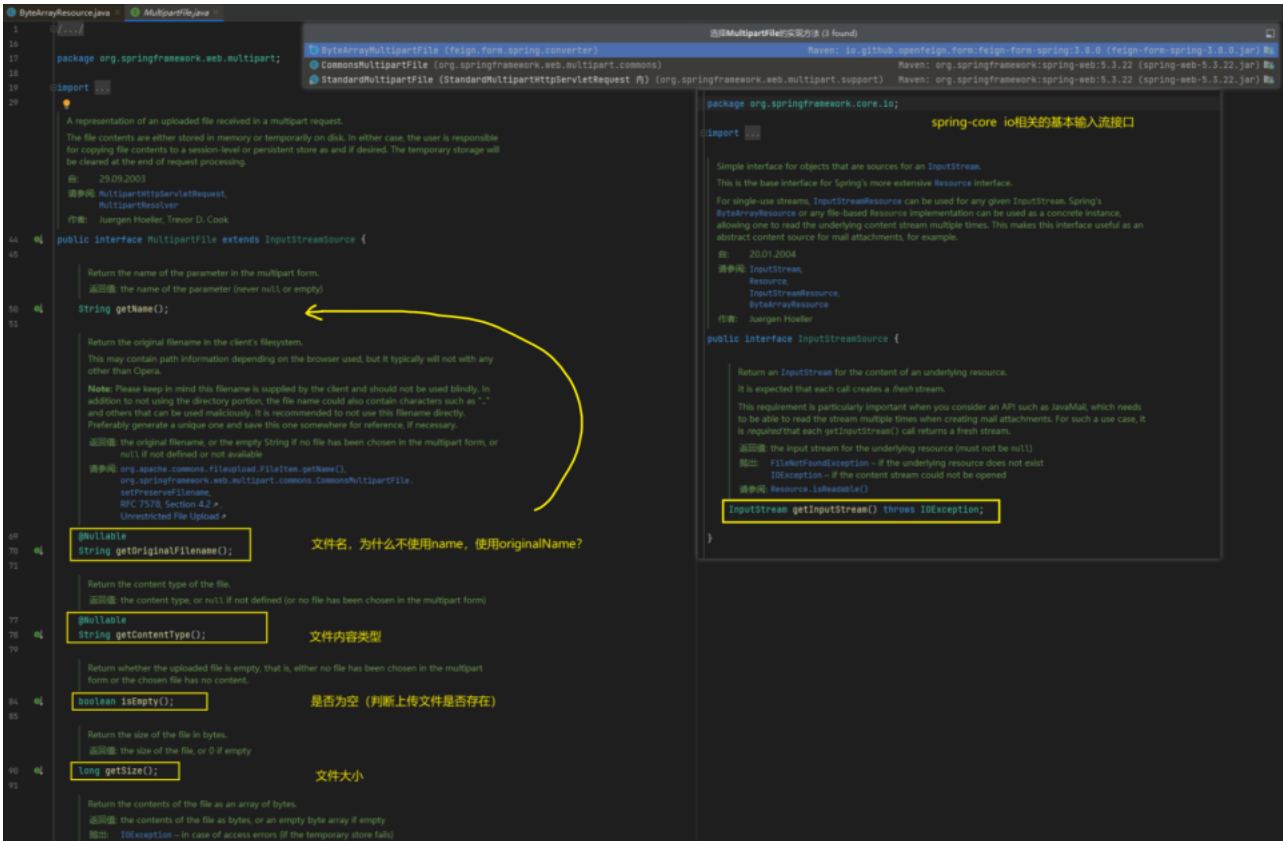 ByteArrayResource.java × MultipartFile.java ×
1 /.../
16
17 package org.springframework.web.multipart;
18
19 import ...
29
A representation of an uploaded file received in a multipart request.
The file contents are either stored in memory or temporarily on disk. In either case, the user is responsible
for copying file contents to a session-level or persistent store as and if desired. The temporary storage will
be cleared at the end of request processing.
自: 29.09.2003
请参阅: MultipartHttpServletRequest,
MultipartResolver
作者: Juergen Hoeller, Trevor D. Cook
44 public interface MultipartFile extends InputStreamSource {
45
Return the name of the parameter in the multipart form.
返回值: the name of the parameter (never null or empty)
50 String getName();
51
Return the original filename in the client's filesystem.
This may contain path information depending on the browser used, but it typically will not with any
other than Opera.
Note: Please keep in mind this filename is supplied by the client and should not be used blindly. In
addition to not using the directory portion, the file name could also contain characters such as ".."
and others that can be used maliciously. It is recommended to not use this filename directly.
Preferably generate a unique one and save this one somewhere for reference, if necessary.
返回值: the original filename, or the empty String if no file has been chosen in the multipart form, or
null if not defined or not available
请参阅: org.apache.commons.fileupload.FileItem.getName(),
org.springframework.web.multipart.commons.CommonsMultipartFile.
setPreserveFilename,
RFC 7578, Section 4.2,
Unrestricted File Upload
69 @Nullable
70 String getOriginalFilename();
文件名，为什么不使用name，使用originalName？
71
Return the content type of the file.
返回值: the content type, or null if not defined (or no file has been chosen in the multipart form)
77 @Nullable
78 String getContentType();
文件内容类型
79
Return whether the uploaded file is empty, that is, either no file has been chosen in the multipart
form or the chosen file has no content.
84 boolean isEmpty();
是否为空（判断上传文件是否存在）
85
Return the size of the file in bytes.
返回值: the size of the file, or 0 if empty
90 long getSize();
文件大小
91
Return the contents of the file as an array of bytes.
返回值: the contents of the file as bytes, or an empty byte array if empty
抛出: IOException – in case of access errors (if the temporary store fails)
选择MultipartFile的实现方法 (3 found)
ByteArrayMultipartFile (feign.form.spring.converter) Maven: io.github.openfeign.form:feign-form-spring:3.8.0 (feign-form-spring-3.8.0.jar)
CommonsMultipartFile (org.springframework.web.multipart.commons) Maven: org.springframework:spring-web:5.3.22 (spring-web-5.3.22.jar)
StandardMultipartFile (StandardMultipartHttpServletRequest 内) (org.springframework.web.multipart.support) Maven: org.springframework:spring-web:5.3.22 (spring-web-5.3.22.jar)
package org.springframework.core.io;
spring-core io相关的基本输入流接口
import ...
Simple interface for objects that are sources for an InputStream.
This is the base interface for Spring's more extensive Resource interface.
For single-use streams, InputStreamResource can be used for any given InputStream. Spring's
ByteArrayResource or any file-based Resource implementation can be used as a concrete instance,
allowing one to read the underlying content stream multiple times. This makes this interface useful as an
abstract content source for mail attachments, for example.
自: 20.01.2004
请参阅: InputStream,
Resource,
InputStreamResource,
ByteArrayResource
作者: Juergen Hoeller
public interface InputStreamSource {
Return an InputStream for the content of an underlying resource.
It is expected that each call creates a fresh stream.
This requirement is particularly important when you consider an API such as JavaMail, which needs
to be able to read the stream multiple times when creating mail attachments. For such a use case, it
is required that each getInputStream() call returns a fresh stream.
返回值: the input stream for the underlying resource (must not be null)
抛出: FileNotFoundException – if the underlying resource does not exist
IOException – if the content stream could not be opened
请参阅: Resource.isReadable()
InputStream getInputStream() throws IOException;
}